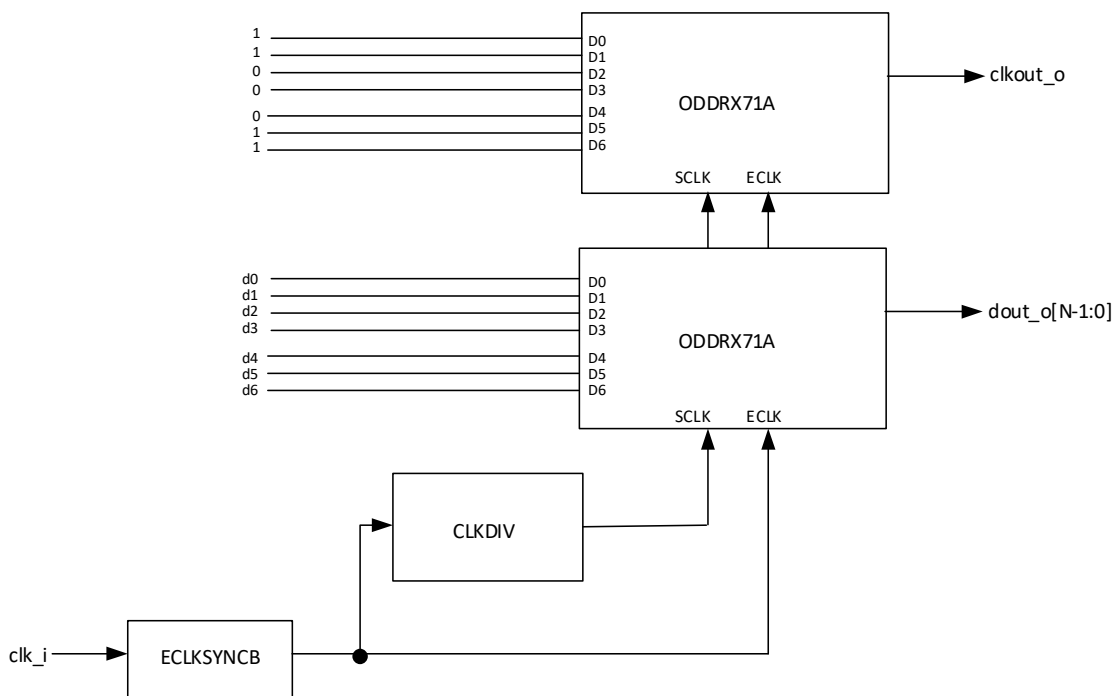 1
1
0
0
0
1
1
D0
D1
D2
D3
D4
D5
D6
ODDRX71A
SCLK
ECLK
clkout_o
d0
d1
d2
d3
d4
d5
d6
D0
D1
D2
D3
D4
D5
D6
ODDRX71A
SCLK
ECLK
dout_o[N-1:0]
CLKDIV
clk_i
ECLKSYNCB